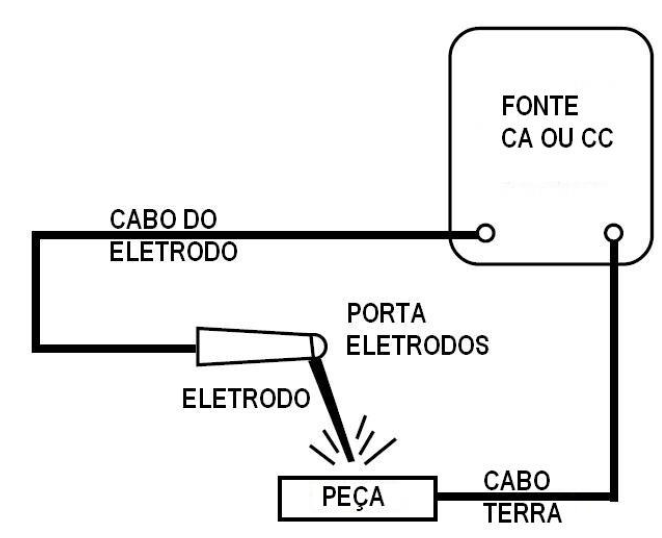 FONTE
CA OU CC
CABO DO
ELETRODO
PORTA
ELETRODOS
ELETRODO
PEÇA
CABO
TERRA